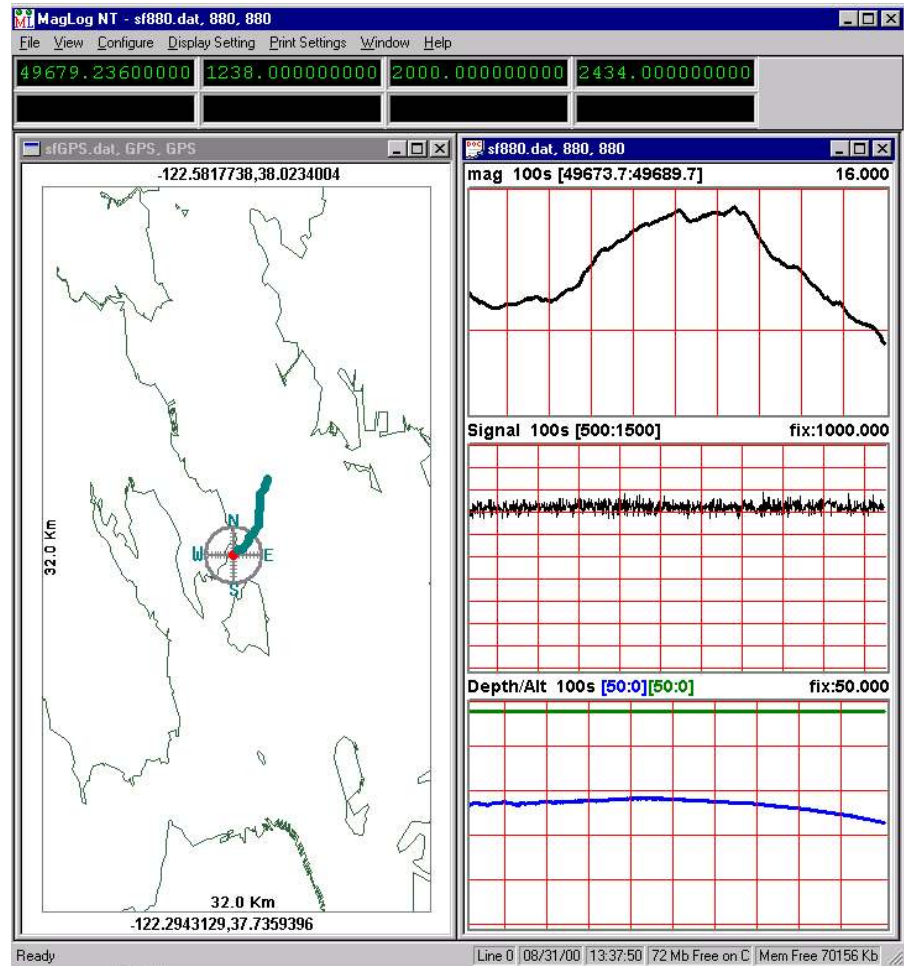 MagLog NT - sf880.dat, 880, 880
File View Configure Display Setting Print Settings Window Help
49679.23600000 1238.000000000 2000.000000000 2434.000000000
sfGPS.dat, GPS, GPS
-122.5817738,38.0234004
N
W E
S
32.0 Km
32.0 Km
-122.2943129,37.7359396
sf880.dat, 880, 880
mag 100s [49673.7:49689.7] 16.000
Signal 100s [500:1500] fix:1000.000
Depth/Alt 100s [50:0][50:0] fix:50.000
Ready Line 0 08/31/00 13:37:50 72 Mb Free on C Mem Free 70156 Kb